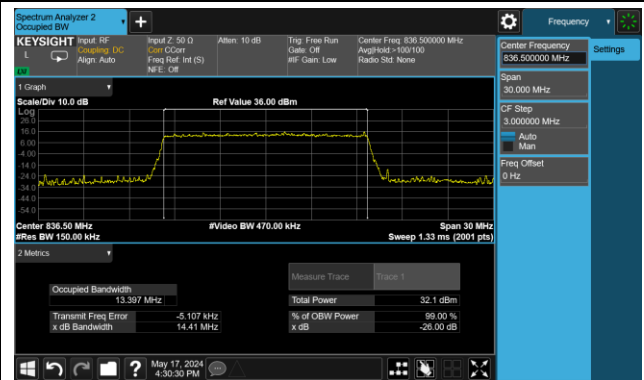 Spectrum Analyzer 2
Occupied BW
Frequency
KEYSIGHT
L
Input: RF
Coupling: DC
Align: Auto
Input Z: 50 Ω
Corr CCorr
Freq Ref: Int (S)
NFE: Off
Atten: 10 dB
Trig: Free Run
Gate: Off
#IF Gain: Low
Center Freq: 836.500000 MHz
Avg|Hold:>100/100
Radio Std: None
Center Frequency
836.500000 MHz
Settings
Span
30.000 MHz
CF Step
3.000000 MHz
Auto
Man
Freq Offset
0 Hz
1 Graph
Scale/Div 10.0 dB
Ref Value 36.00 dBm
Log
26.0
16.0
6.00
-4.00
-14.0
-24.0
-34.0
-44.0
-54.0
Center 836.50 MHz
#Video BW 470.00 kHz
Span 30 MHz
#Res BW 150.00 kHz
Sweep 1.33 ms (2001 pts)
2 Metrics
Measure Trace
Trace 1
Occupied Bandwidth
13.397 MHz
Total Power
32.1 dBm
Transmit Freq Error
-5.107 kHz
% of OBW Power
99.00 %
x dB Bandwidth
14.41 MHz
x dB
-26.00 dB
?
May 17, 2024
4:30:30 PM